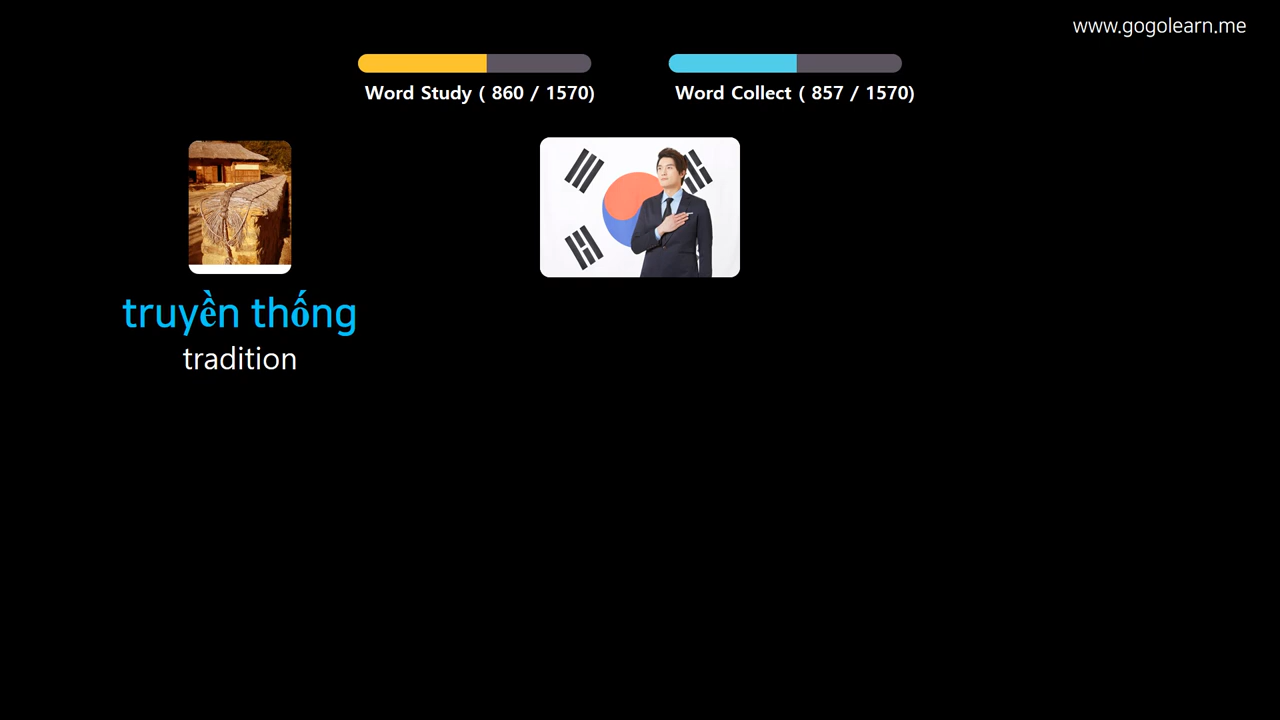 www.gogolearn.me
Word Study ( 860 / 1570)
Word Collect ( 857 / 1570)
truyền thống
tradition